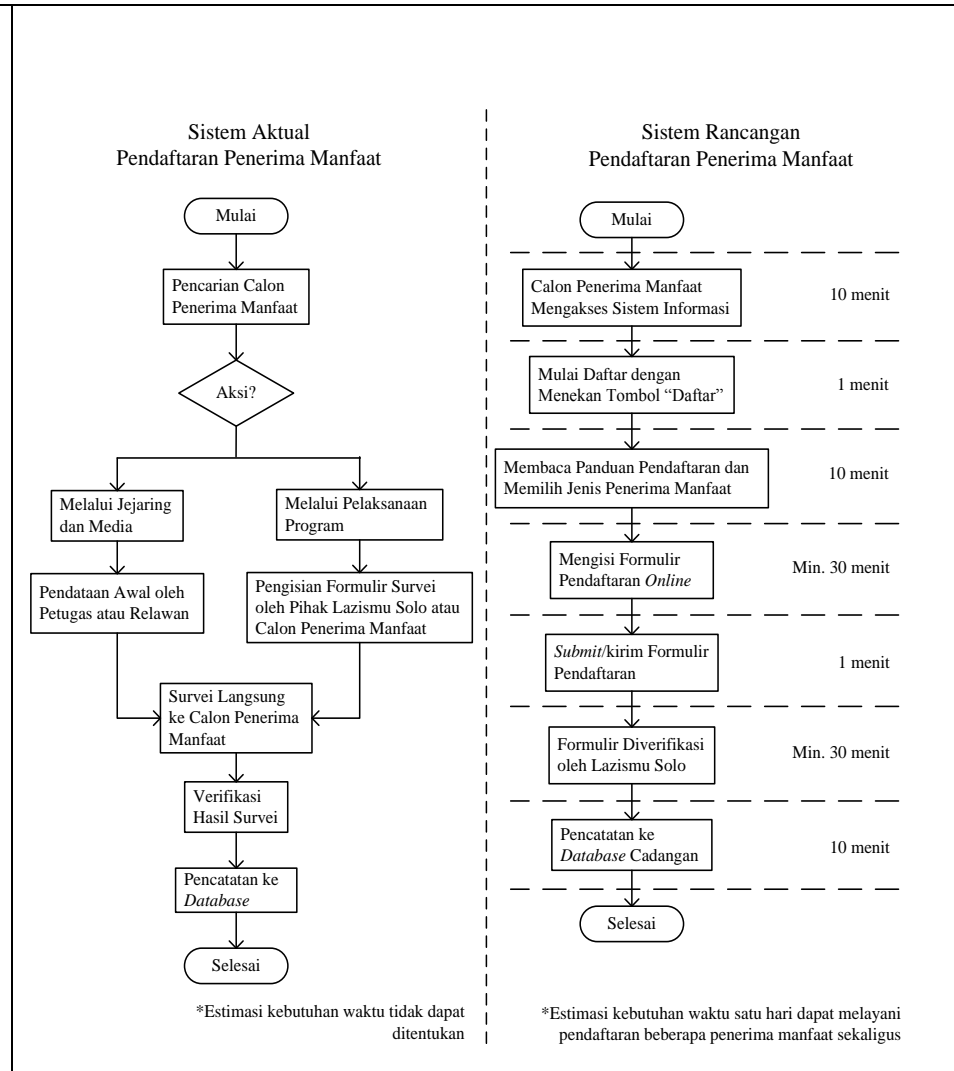 Sistem Aktual
Pendaftaran Penerima Manfaat
Mulai
Pencarian Calon
Penerima Manfaat
Aksi?
Melalui Jejaring
dan Media
Melalui Pelaksanaan
Program
Pendataan Awal oleh
Petugas atau Relawan
Pengisian Formulir Survei
oleh Pihak Lazismu Solo atau
Calon Penerima Manfaat
Survei Langsung
ke Calon Penerima
Manfaat
Verifikasi
Hasil Survei
Pencatatan ke
Database
Selesai
*Estimasi kebutuhan waktu tidak dapat
ditentukan
Sistem Rancangan
Pendaftaran Penerima Manfaat
Mulai
Calon Penerima Manfaat
Mengakses Sistem Informasi
10 menit
Mulai Daftar dengan
Menekan Tombol “Daftar”
1 menit
Membaca Panduan Pendaftaran dan
Memilih Jenis Penerima Manfaat
10 menit
Mengisi Formulir
Pendaftaran Online
Min. 30 menit
Submit/kirim Formulir
Pendaftaran
1 menit
Formulir Diverifikasi
oleh Lazismu Solo
Min. 30 menit
Pencatatan ke
Database Cadangan
10 menit
Selesai
*Estimasi kebutuhan waktu satu hari dapat melayani
pendaftaran beberapa penerima manfaat sekaligus